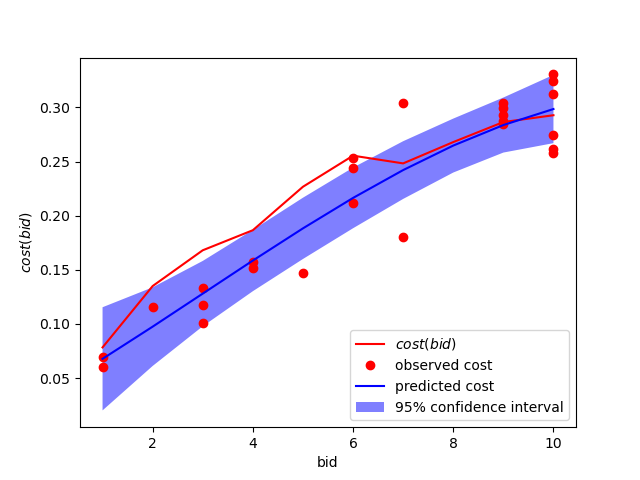 0.30
0.25
0.20
0.15
0.10
0.05
cost(bid)
cost(bid)
observed cost
predicted cost
95% confidence interval
2 4 6 8 10
bid